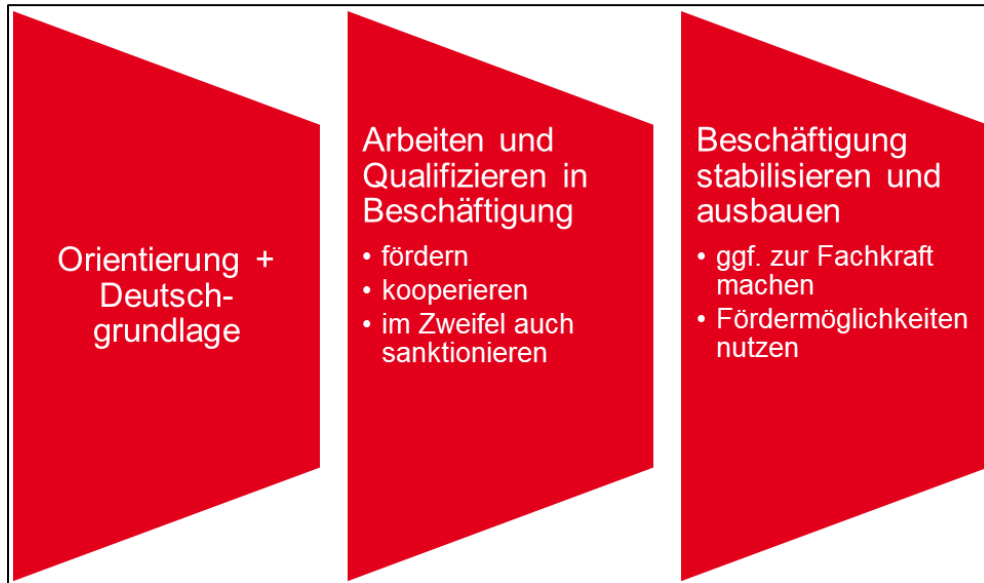 Orientierung +
Deutsch-
grundlage
Arbeiten und
Qualifizieren in
Beschäftigung
• fördern
• kooperieren
• im Zweifel auch
sanktionieren
Beschäftigung
stabilisieren und
ausbauen
• ggf. zur Fachkraft
machen
• Fördermöglichkeiten
nutzen